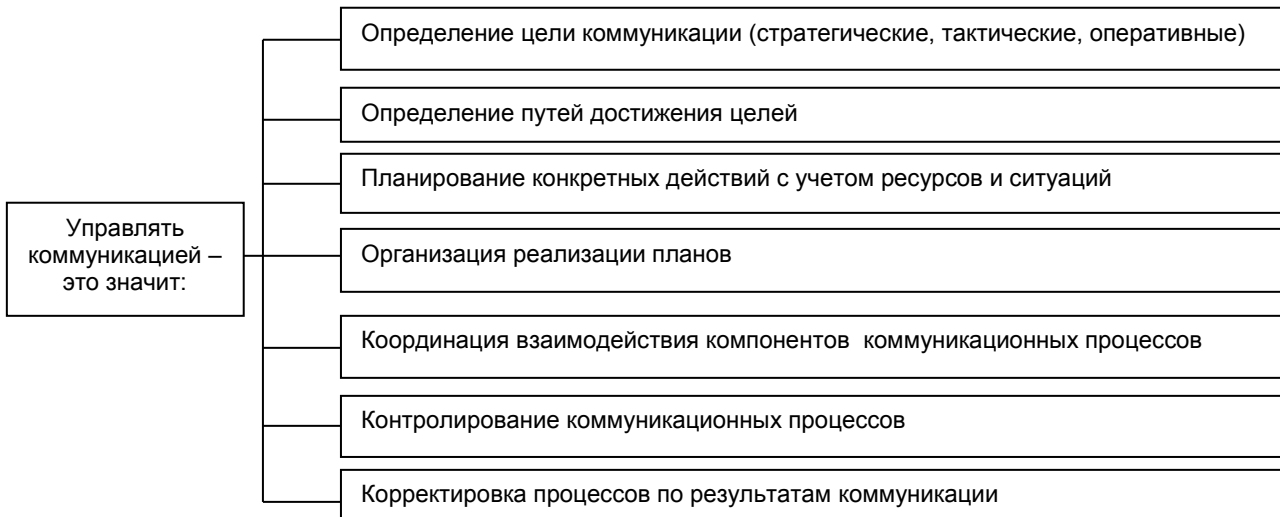 Определение цели коммуникации (стратегические, тактические, оперативные)
Определение путей достижения целей
Планирование конкретных действий с учетом ресурсов и ситуаций
Управлять
коммуникацией –
это значит:
Организация реализации планов
Координация взаимодействия компонентов коммуникационных процессов
Контролирование коммуникационных процессов
Корректировка процессов по результатам коммуникации